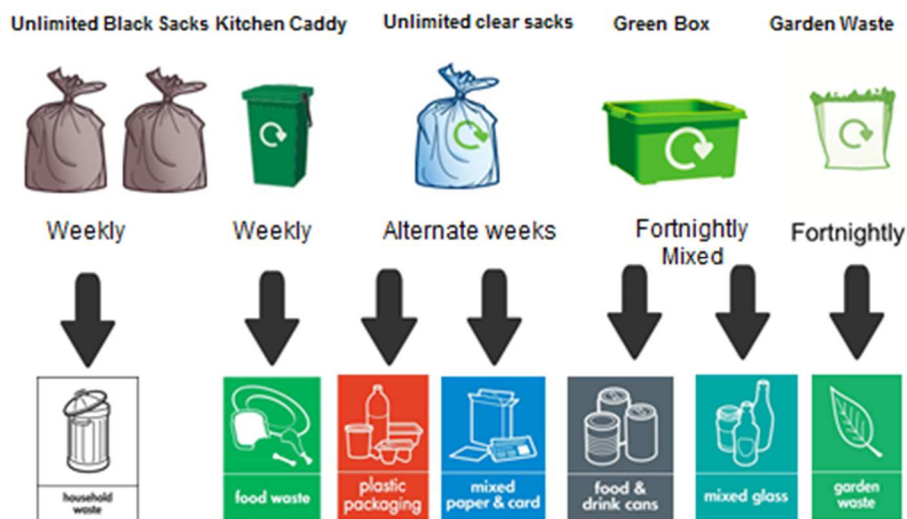 Unlimited Black Sacks
Kitchen Caddy
Unlimited clear sacks
Green Box
Garden Waste
Weekly
Weekly
Alternate weeks
Fortnightly
Mixed
Fortnightly
household
waste
food waste
plastic
packaging
mixed
paper & card
food &
drink cans
mixed glass
garden
waste